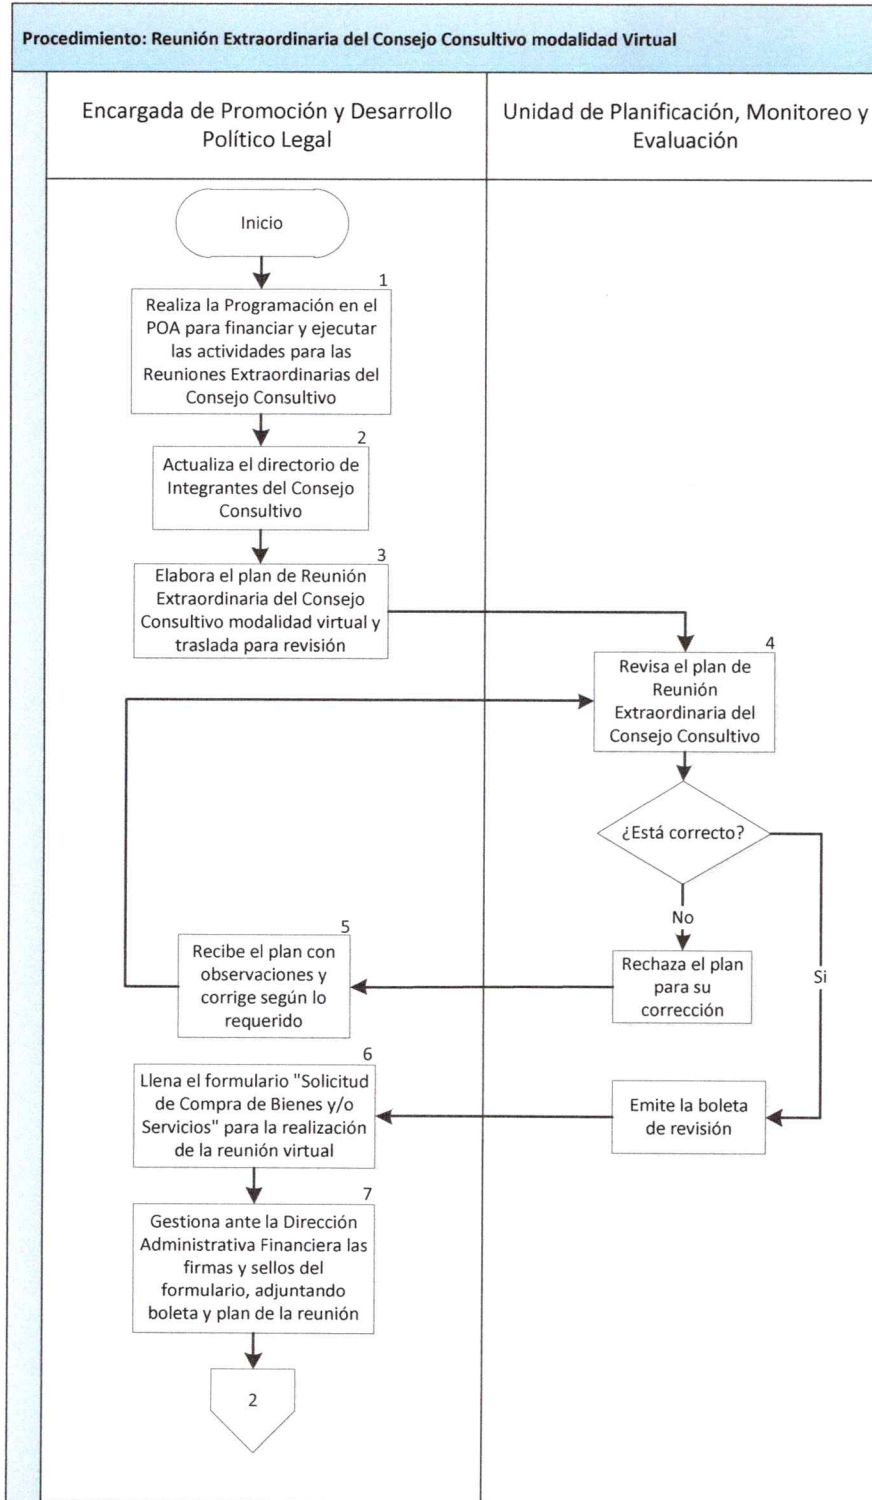 Procedimiento: Reunión Extraordinaria del Consejo Consultivo modalidad Virtual
Encargada de Promoción y Desarrollo
Político Legal
Unidad de Planificación, Monitoreo y
Evaluación
Inicio
1
Realiza la Programación en el
POA para financiar y ejecutar
las actividades para las
Reuniones Extraordinarias del
Consejo Consultivo
2
Actualiza el directorio de
Integrantes del Consejo
Consultivo
3
Elabora el plan de Reunión
Extraordinaria del Consejo
Consultivo modalidad virtual y
traslada para revisión
4
Revisa el plan de
Reunión
Extraordinaria del
Consejo Consultivo
¿Está correcto?
No
Si
Rechaza el plan
para su
corrección
5
Recibe el plan con
observaciones y
corrige según lo
requerido
Emite la boleta
de revisión
6
Llena el formulario "Solicitud
de Compra de Bienes y/o
Servicios" para la realización
de la reunión virtual
7
Gestiona ante la Dirección
Administrativa Financiera las
firmas y sellos del
formulario, adjuntando
boleta y plan de la reunión
2